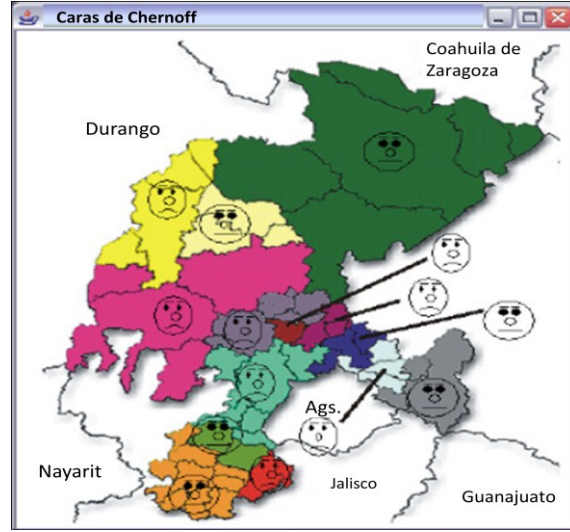 Caras de Chernoff
Coahuila de
Zaragoza
Durango
Ags.
Nayarit
Jalisco
Guanajuato